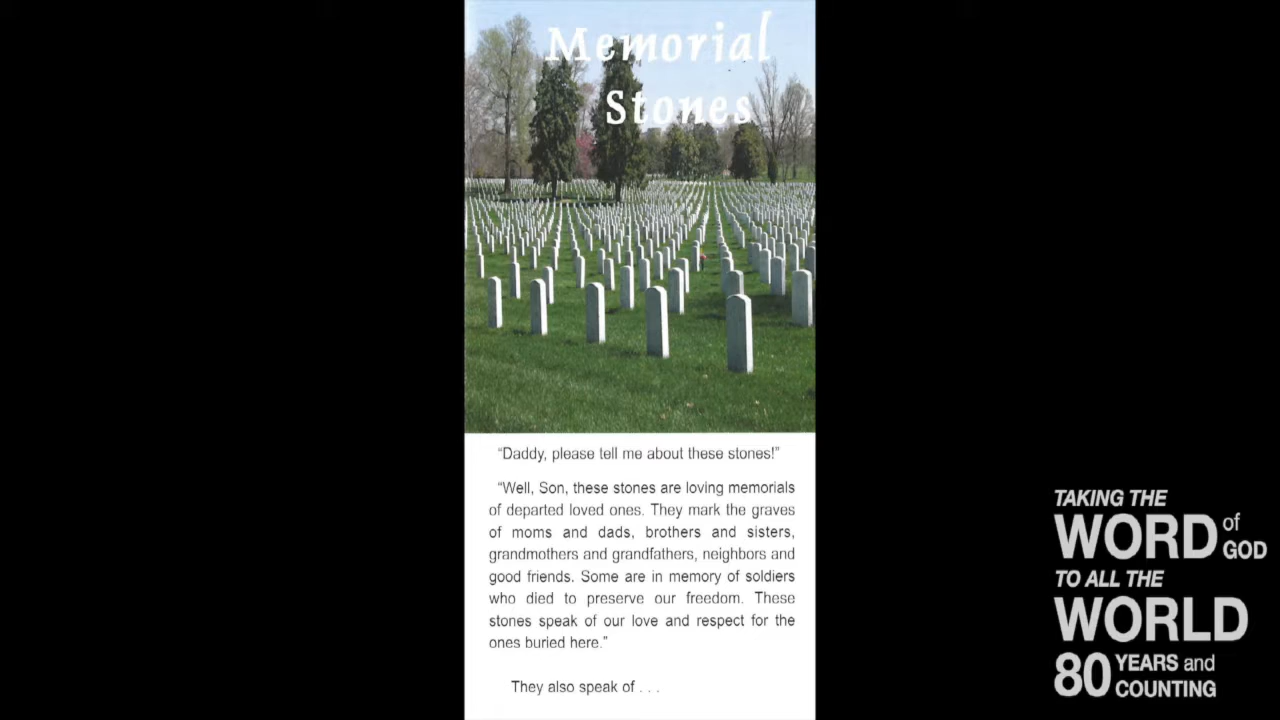 Memorial
Stones
“Daddy, please tell me about these stones!”
“Well, Son, these stones are loving memorials
of departed loved ones. They mark the graves
of moms and dads, brothers and sisters,
grandmothers and grandfathers, neighbors and
good friends. Some are in memory of soldiers
who died to preserve our freedom. These
stones speak of our love and respect for the
ones buried here.”
They also speak of . . .
TAKING THE
WORD of GOD
TO ALL THE
WORLD
80 YEARS and
COUNTING